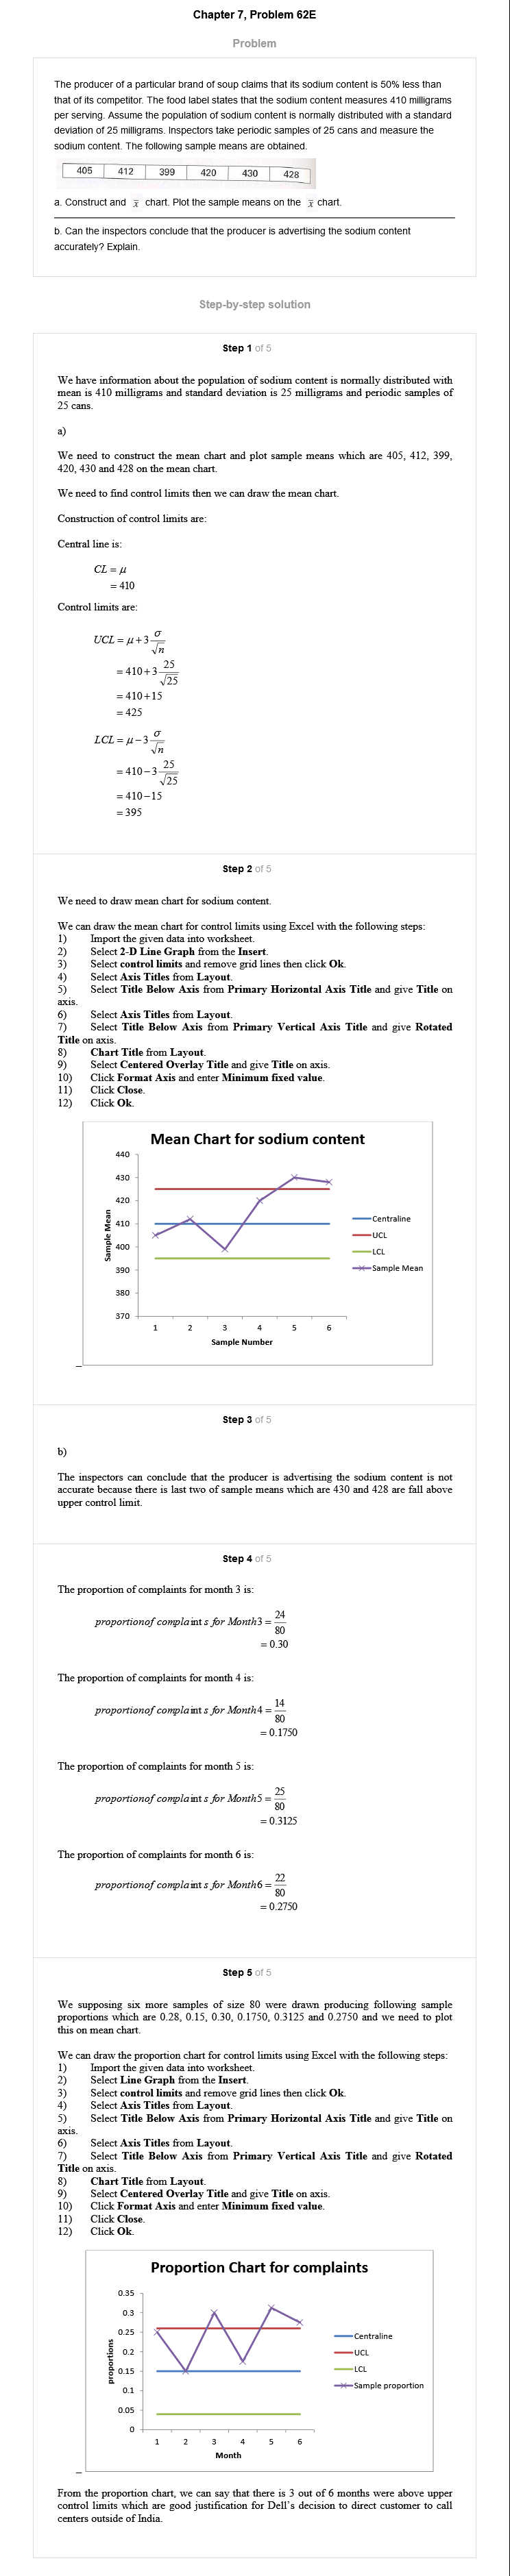 Chapter 7, Problem 62E
Problem
The producer of a particular brand of soup claims that its sodium content is 50% less than
that of its competitor. The food label states that the sodium content measures 410 milligrams
per serving. Assume the population of sodium content is normally distributed with a standard
deviation of 25 milligrams. Inspectors take periodic samples of 25 cans and measure the
sodium content. The following sample means are obtained.
405 412 399 420 430 428
a. Construct and x̄ chart. Plot the sample means on the x̄ chart.
b. Can the inspectors conclude that the producer is advertising the sodium content
accurately? Explain.
Step-by-step solution
Step 1 of 5
We have information about the population of sodium content is normally distributed with
mean is 410 milligrams and standard deviation is 25 milligrams and periodic samples of
25 cans.
a)
We need to construct the mean chart and plot sample means which are 405, 412, 399,
420, 430 and 428 on the mean chart.
We need to find control limits then we can draw the mean chart.
Construction of control limits are:
Central line is:
CL = μ
= 410
Control limits are:
UCL = μ+3 σ/√n
= 410+3 25/√25
= 410+15
= 425
LCL = μ−3 σ/√n
= 410−3 25/√25
= 410−15
= 395
Step 2 of 5
We need to draw mean chart for sodium content.
We can draw the mean chart for control limits using Excel with the following steps:
1) Import the given data into worksheet.
2) Select 2-D Line Graph from the Insert.
3) Select control limits and remove grid lines then click Ok.
4) Select Axis Titles from Layout.
5) Select Title Below Axis from Primary Horizontal Axis Title and give Title on
axis.
6) Select Axis Titles from Layout.
7) Select Title Below Axis from Primary Vertical Axis Title and give Rotated
Title on axis.
8) Chart Title from Layout.
9) Select Centered Overlay Title and give Title on axis.
10) Click Format Axis and enter Minimum fixed value.
11) Click Close.
12) Click Ok.
Mean Chart for sodium content
440
430
420
410
400
390
380
370
Sample Mean
1 2 3 4 5 6
Sample Number
Centraline
UCL
LCL
Sample Mean
Step 3 of 5
b)
The inspectors can conclude that the producer is advertising the sodium content is not
accurate because there is last two of sample means which are 430 and 428 are fall above
upper control limit.
Step 4 of 5
The proportion of complaints for month 3 is:
proportionof complaint s for Month3 = 24/80
= 0.30
The proportion of complaints for month 4 is:
proportionof complaint s for Month4 = 14/80
= 0.1750
The proportion of complaints for month 5 is:
proportionof complaint s for Month5 = 25/80
= 0.3125
The proportion of complaints for month 6 is:
proportionof complaint s for Month6 = 22/80
= 0.2750
Step 5 of 5
We supposing six more samples of size 80 were drawn producing following sample
proportions which are 0.28, 0.15, 0.30, 0.1750, 0.3125 and 0.2750 and we need to plot
this on mean chart.
We can draw the proportion chart for control limits using Excel with the following steps:
1) Import the given data into worksheet.
2) Select Line Graph from the Insert.
3) Select control limits and remove grid lines then click Ok.
4) Select Axis Titles from Layout.
5) Select Title Below Axis from Primary Horizontal Axis Title and give Title on
axis.
6) Select Axis Titles from Layout.
7) Select Title Below Axis from Primary Vertical Axis Title and give Rotated
Title on axis.
8) Chart Title from Layout.
9) Select Centered Overlay Title and give Title on axis.
10) Click Format Axis and enter Minimum fixed value.
11) Click Close.
12) Click Ok.
Proportion Chart for complaints
0.35
0.3
0.25
0.2
0.15
0.1
0.05
0
proportions
1 2 3 4 5 6
Month
Centraline
UCL
LCL
Sample proportion
From the proportion chart, we can say that there is 3 out of 6 months were above upper
control limits which are good justification for Dell's decision to direct customer to call
centers outside of India.